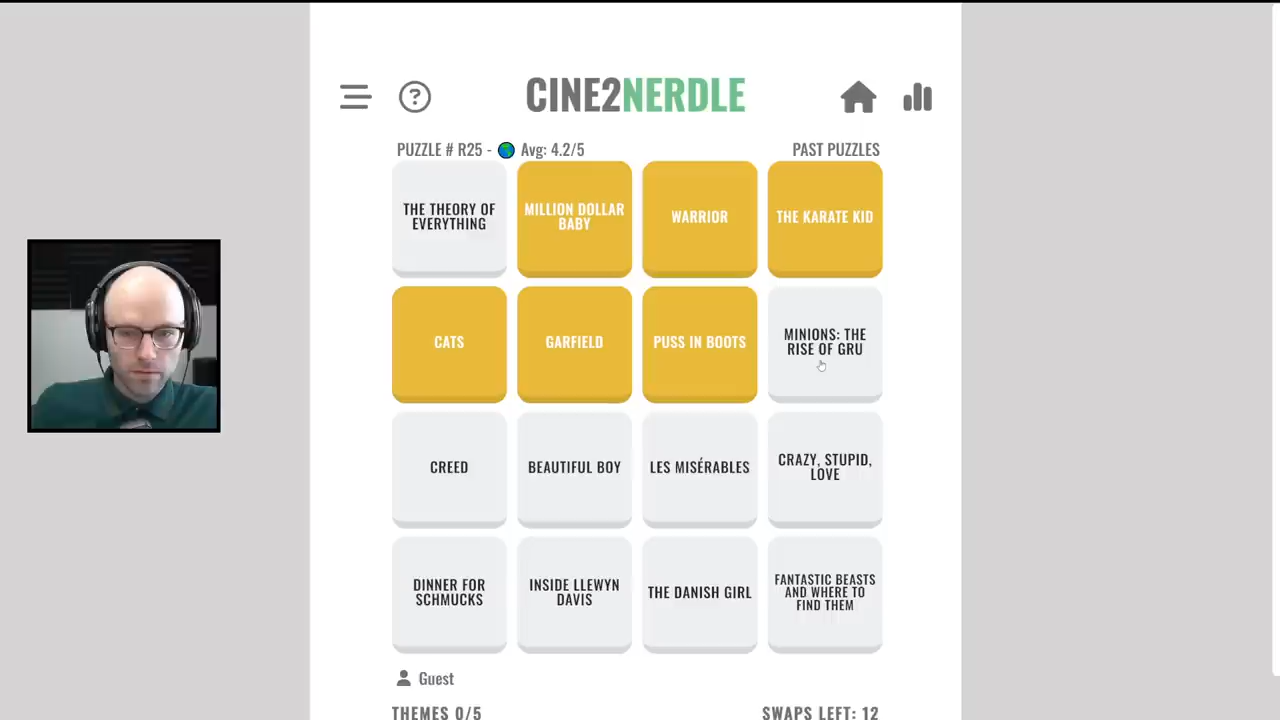 CINE2NERDLE
PUZZLE # R25 - Avg: 4.2/5
PAST PUZZLES
THE THEORY OF
EVERYTHING
MILLION DOLLAR
BABY
WARRIOR
THE KARATE KID
CATS
GARFIELD
PUSS IN BOOTS
MINIONS: THE
RISE OF GRU
CREED
BEAUTIFUL BOY
LES MISÉRABLES
CRAZY, STUPID,
LOVE
DINNER FOR
SCHMUCKS
INSIDE LLEWYN
DAVIS
THE DANISH GIRL
FANTASTIC BEASTS
AND WHERE TO
FIND THEM
Guest
THEMES 0/5
SWAPS LEFT: 12